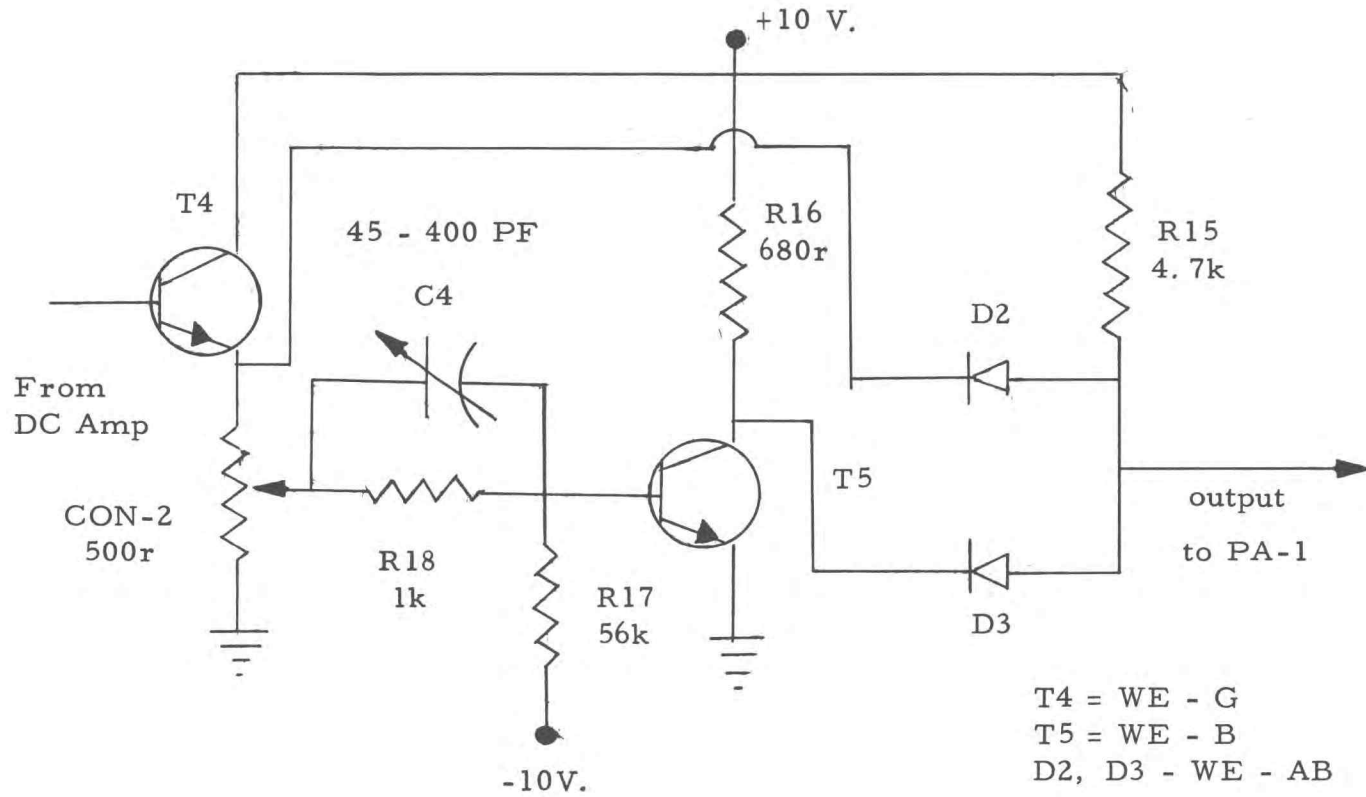 +10 V.
T4
45 - 400 PF
R16
680r
R15
4.7k
C4
D2
From
DC Amp
T5
CON-2
500r
output
to PA-1
R18
1k
R17
56k
D3
-10V.
T4 = WE - G
T5 = WE - B
D2, D3 - WE - AB